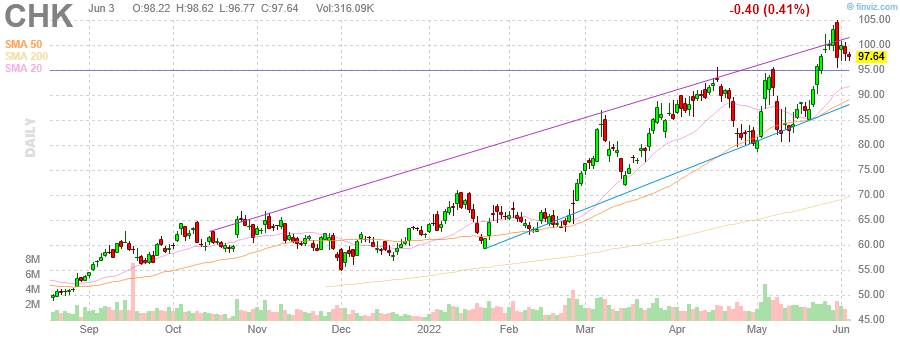 CHK Jun 3 O:98.22 H:98.62 L:96.77 C:97.64 Vol:316.09K -0.40 (0.41%) © finviz.com
SMA 50
SMA 200
SMA 20
DAILY
105.00
100.00
97.64
95.00
90.00
85.00
80.00
75.00
70.00
65.00
60.00
55.00
50.00
45.00
8M
6M
4M
2M
Sep Oct Nov Dec 2022 Feb Mar Apr May Jun